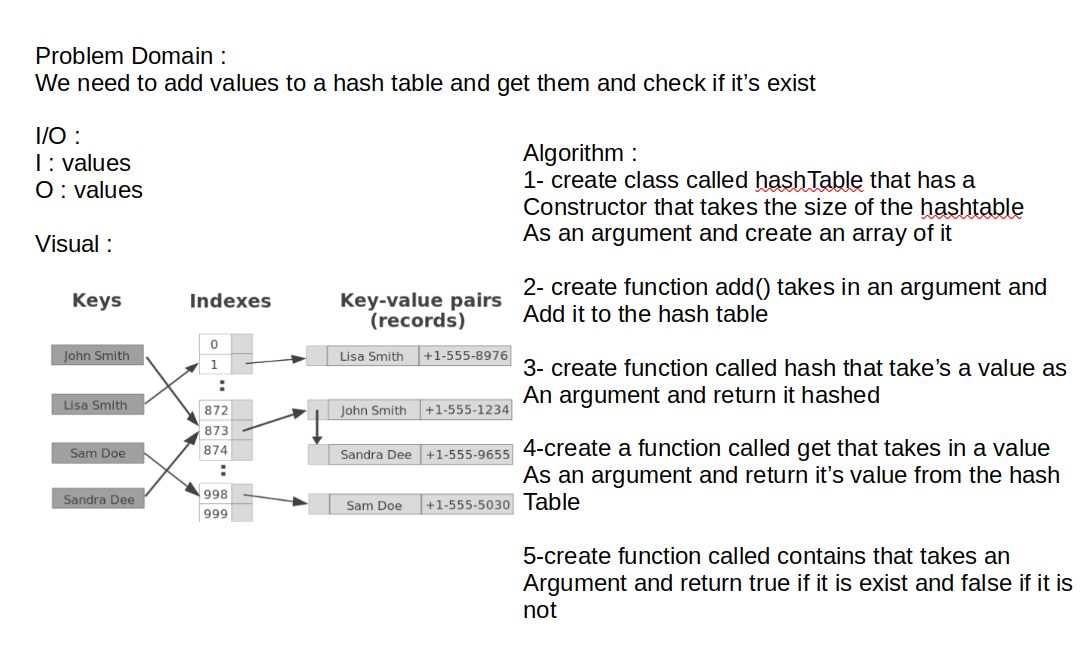 Problem Domain :
We need to add values to a hash table and get them and check if it’s exist
I/O :
I : values
O : values
Visual :
Keys
Indexes
Key-value pairs
(records)
John Smith
Lisa Smith
Sam Doe
Sandra Dee
0
1
:
872
873
874
:
998
999
Lisa Smith +1-555-8976
John Smith +1-555-1234
Sandra Dee +1-555-9655
Sam Doe +1-555-5030
Algorithm :
1- create class called hashTable that has a
Constructor that takes the size of the hashtable
As an argument and create an array of it
2- create function add() takes in an argument and
Add it to the hash table
3- create function called hash that take’s a value as
An argument and return it hashed
4-create a function called get that takes in a value
As an argument and return it’s value from the hash
Table
5-create function called contains that takes an
Argument and return true if it is exist and false if it is
not